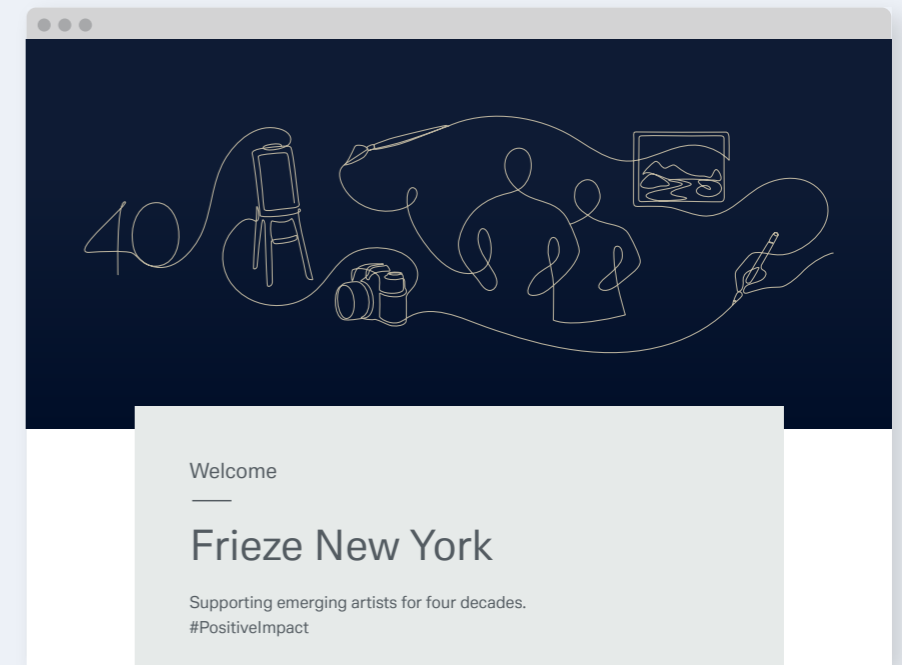 40
Welcome
Frieze New York
Supporting emerging artists for four decades.
#PositiveImpact